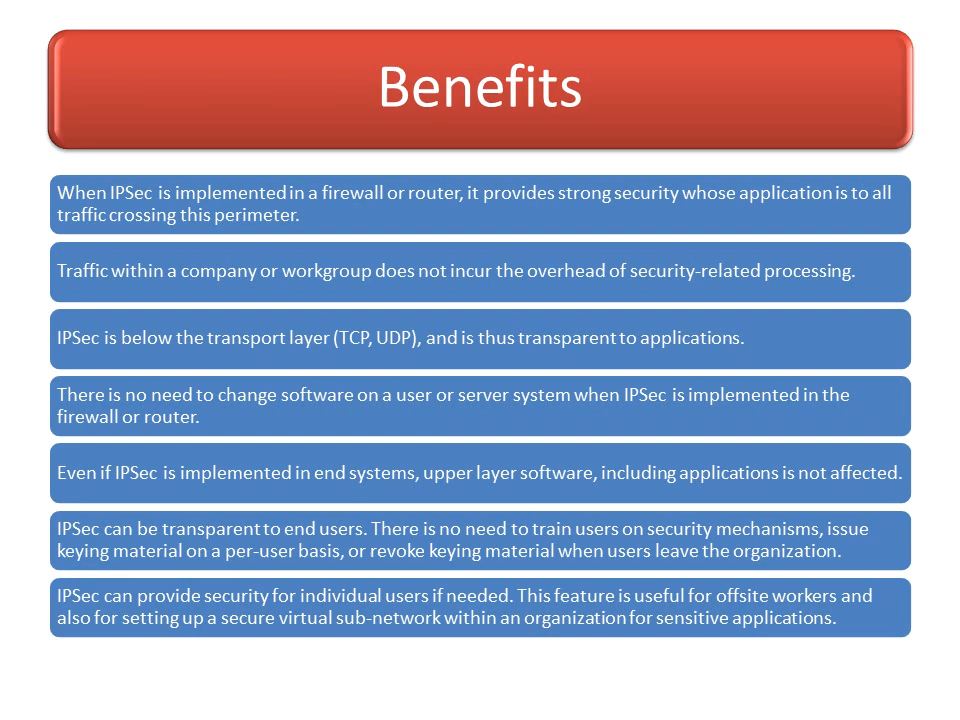 Benefits
When IPSec is implemented in a firewall or router, it provides strong security whose application is to all
traffic crossing this perimeter.
Traffic within a company or workgroup does not incur the overhead of security-related processing.
IPSec is below the transport layer (TCP, UDP), and is thus transparent to applications.
There is no need to change software on a user or server system when IPSec is implemented in the
firewall or router.
Even if IPSec is implemented in end systems, upper layer software, including applications is not affected.
IPSec can be transparent to end users. There is no need to train users on security mechanisms, issue
keying material on a per-user basis, or revoke keying material when users leave the organization.
IPSec can provide security for individual users if needed. This feature is useful for offsite workers and
also for setting up a secure virtual sub-network within an organization for sensitive applications.